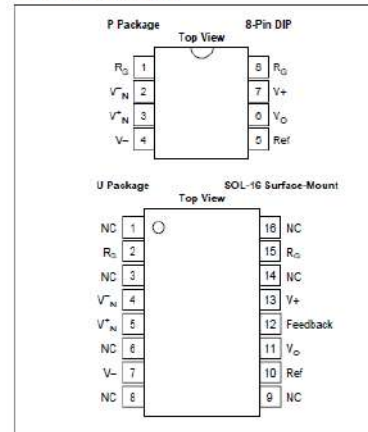 P Package 8-Pin DIP
Top View
RG 1 8 RG
V–IN 2 7 V+
V+IN 3 6 VO
V– 4 5 Ref
U Package SOL-16 Surface-Mount
Top View
NC 1 16 NC
RG 2 15 RG
NC 3 14 NC
V–IN 4 13 V+
V+IN 5 12 Feedback
NC 6 11 VO
V– 7 10 Ref
NC 8 9 NC